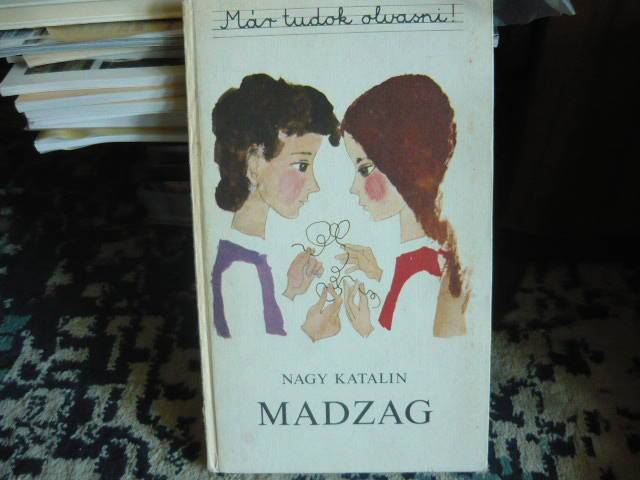 Már tudok olvasni!
NAGY KATALIN
MADZAG